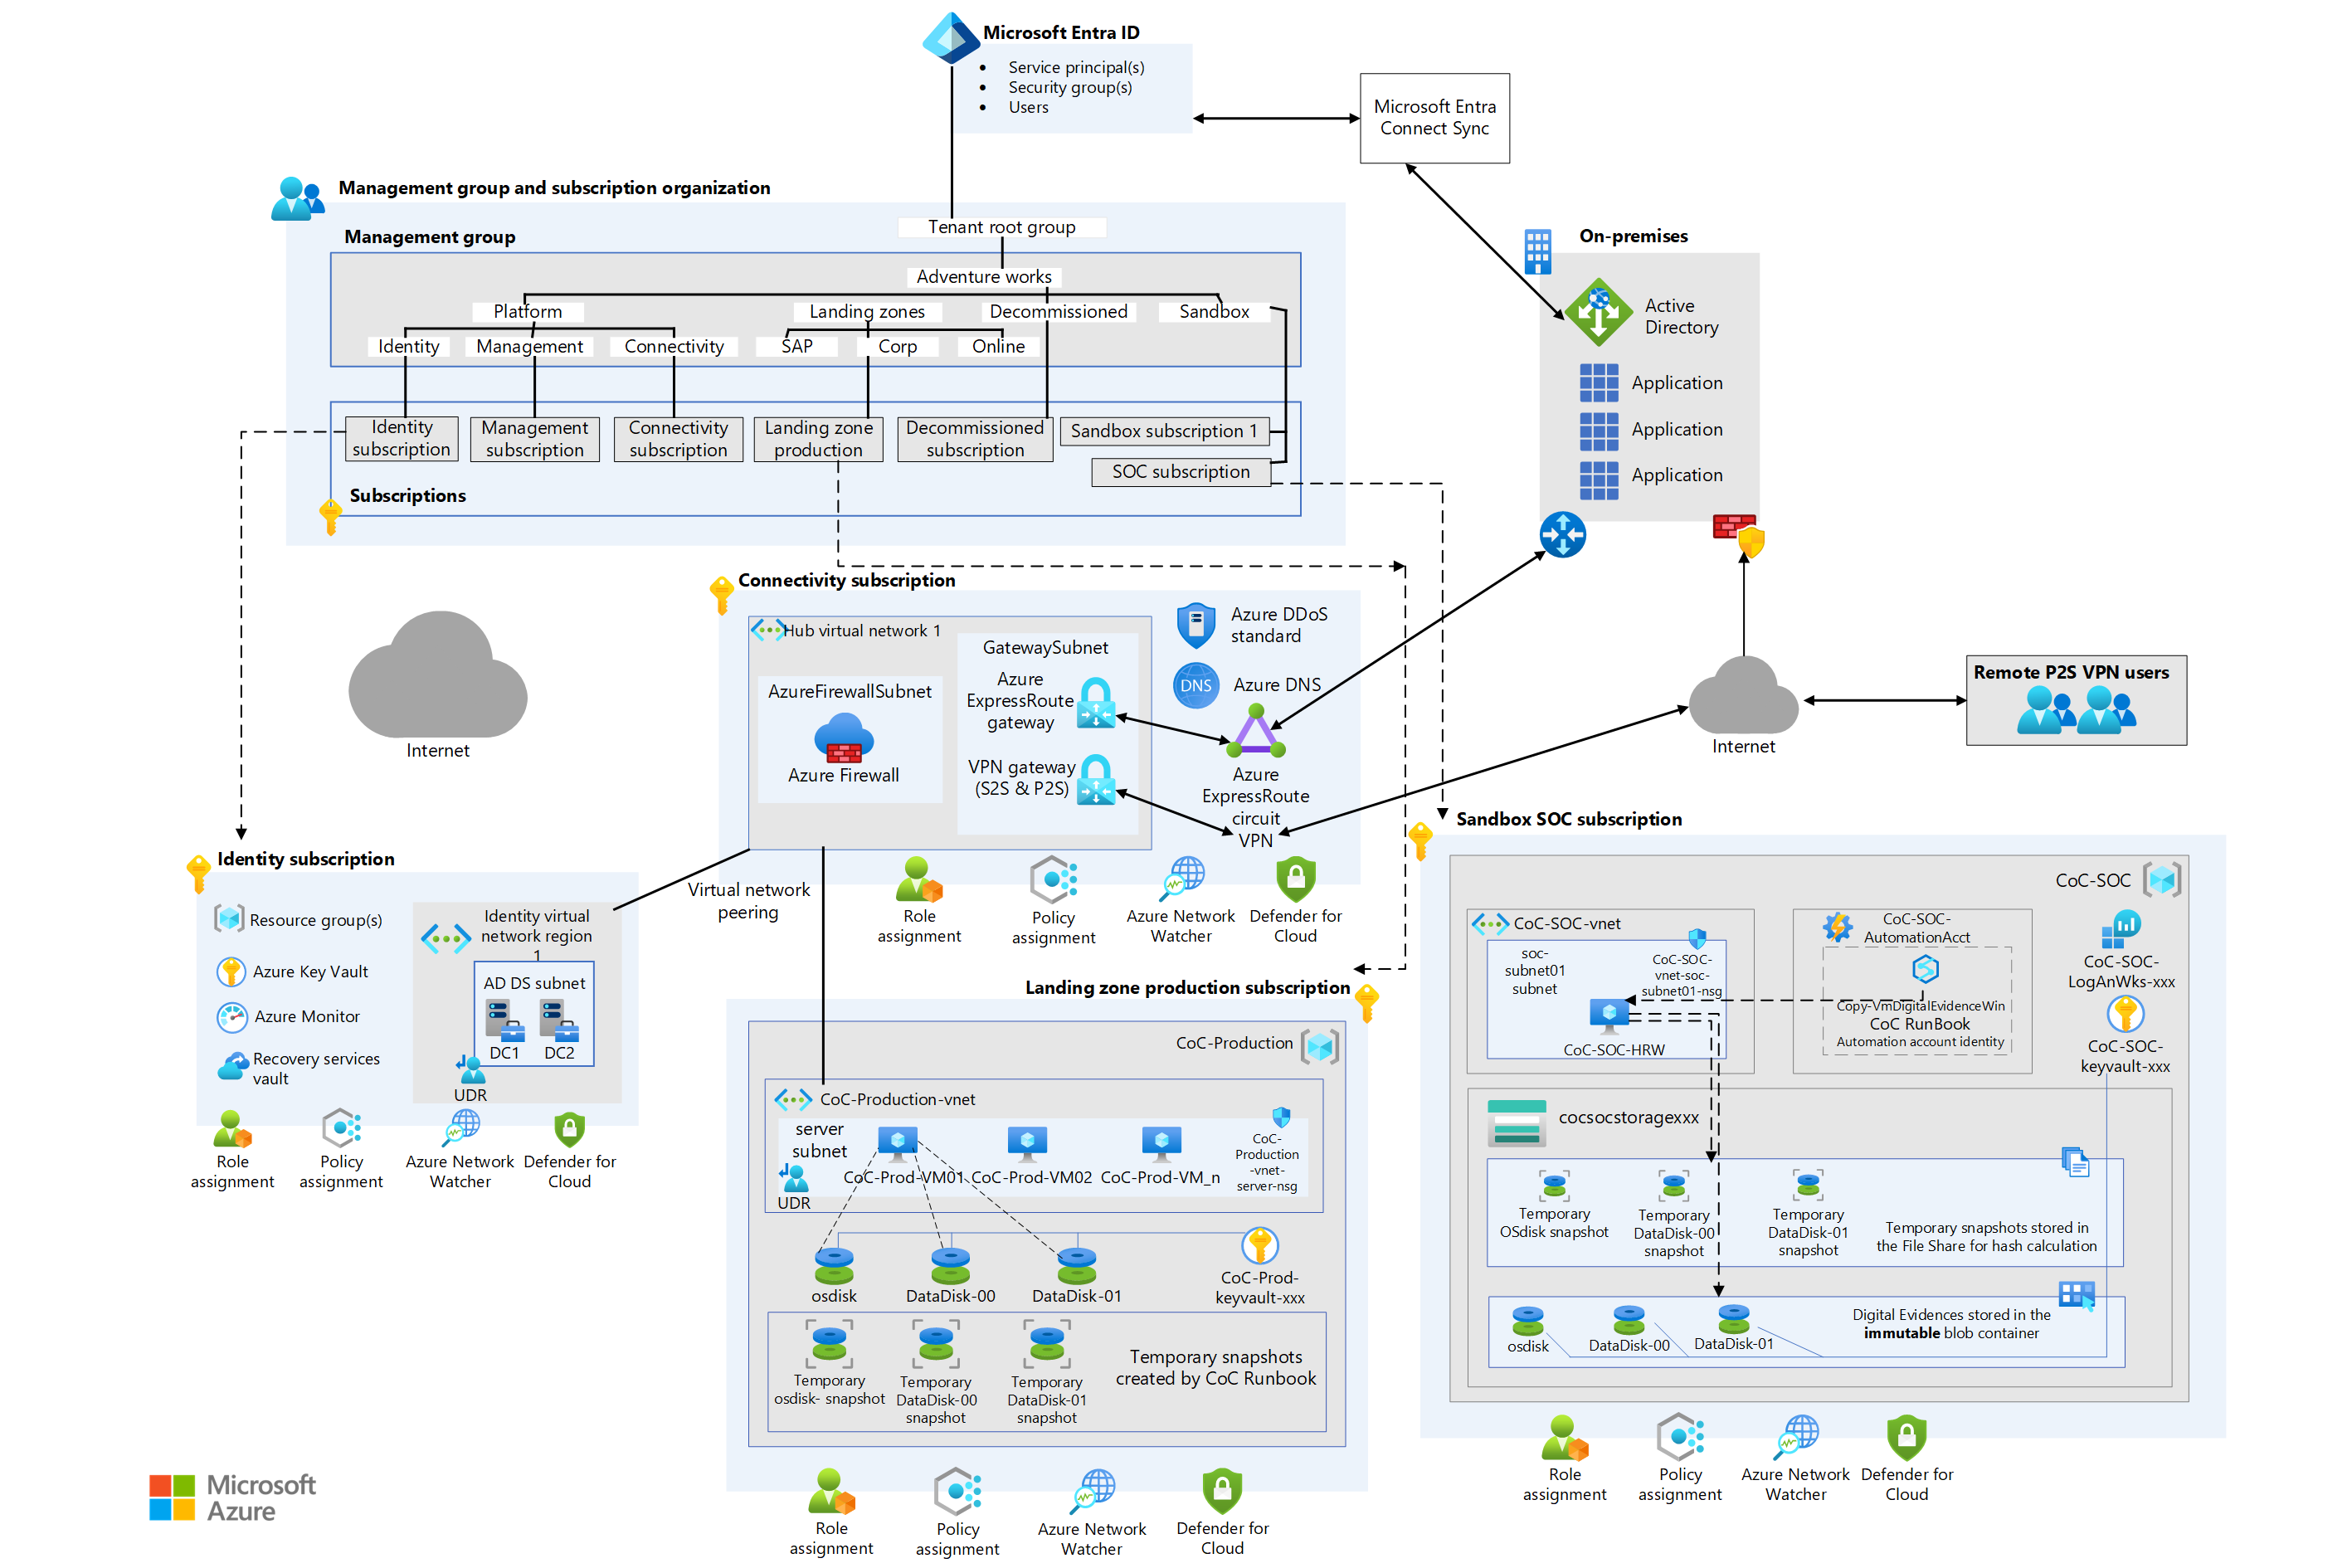 Microsoft Entra ID
• Service principal(s)
• Security group(s)
• Users
Microsoft Entra
Connect Sync
Management group and subscription organization
Tenant root group
Management group
Adventure works
Platform
Landing zones
Decommissioned
Sandbox
Identity
Management
Connectivity
SAP
Corp
Online
Identity
subscription
Management
subscription
Connectivity
subscription
Landing zone
production
Decommissioned
subscription
Sandbox subscription 1
SOC subscription
Subscriptions
On-premises
Active
Directory
Application
Application
Application
Internet
Connectivity subscription
Hub virtual network 1
AzureFirewallSubnet
Azure Firewall
GatewaySubnet
Azure
ExpressRoute
gateway
VPN gateway
(S2S & P2S)
Azure DDoS
standard
DNS
Azure DNS
Azure
ExpressRoute
circuit
VPN
Role
assignment
Policy
assignment
Azure Network
Watcher
Defender for
Cloud
Internet
Remote P2S VPN users
Virtual network
peering
Identity subscription
Resource group(s)
Azure Key Vault
Azure Monitor
Recovery services
vault
Identity virtual
network region
1
AD DS subnet
DC1
DC2
UDR
Role
assignment
Policy
assignment
Azure Network
Watcher
Defender for
Cloud
Landing zone production subscription
CoC-Production
CoC-Production-vnet
server
subnet
UDR
CoC-Prod-VM01
CoC-Prod-VM02
CoC-Prod-VM_n
CoC-
Production
-vnet-
server-nsg
osdisk
DataDisk-00
DataDisk-01
CoC-Prod-
keyvault-xxx
Temporary
osdisk- snapshot
Temporary
DataDisk-00
snapshot
Temporary
DataDisk-01
snapshot
Temporary snapshots
created by CoC Runbook
Role
assignment
Policy
assignment
Azure Network
Watcher
Defender for
Cloud
Sandbox SOC subscription
CoC-SOC
CoC-SOC-vnet
soc-
subnet01
subnet
CoC-SOC-
vnet-soc-
subnet01-nsg
CoC-SOC-HRW
CoC-SOC-
AutomationAcct
Copy-VmDigitalEvidenceWin
CoC RunBook
Automation account identity
CoC-SOC-
LogAnWks-xxx
CoC-SOC-
keyvault-xxx
cocsocstoragexxx
Temporary
OSdisk snapshot
Temporary
DataDisk-00
snapshot
Temporary
DataDisk-01
snapshot
Temporary snapshots stored in
the File Share for hash calculation
osdisk
DataDisk-00
DataDisk-01
Digital Evidences stored in the
immutable blob container
Role
assignment
Policy
assignment
Azure Network
Watcher
Defender for
Cloud
Microsoft
Azure